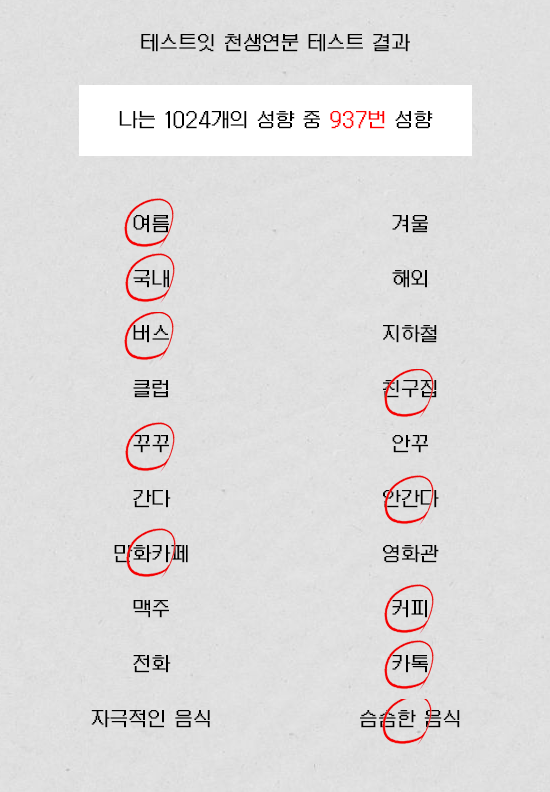 테스트잇 천생연분 테스트 결과
나는 1024개의 성향 중 937번 성향
여름 겨울
국내 해외
버스 지하철
클럽 친구집
꾸꾸 안꾸
간다 안간다
만화카페 영화관
맥주 커피
전화 카톡
자극적인 음식 슴슴한 음식